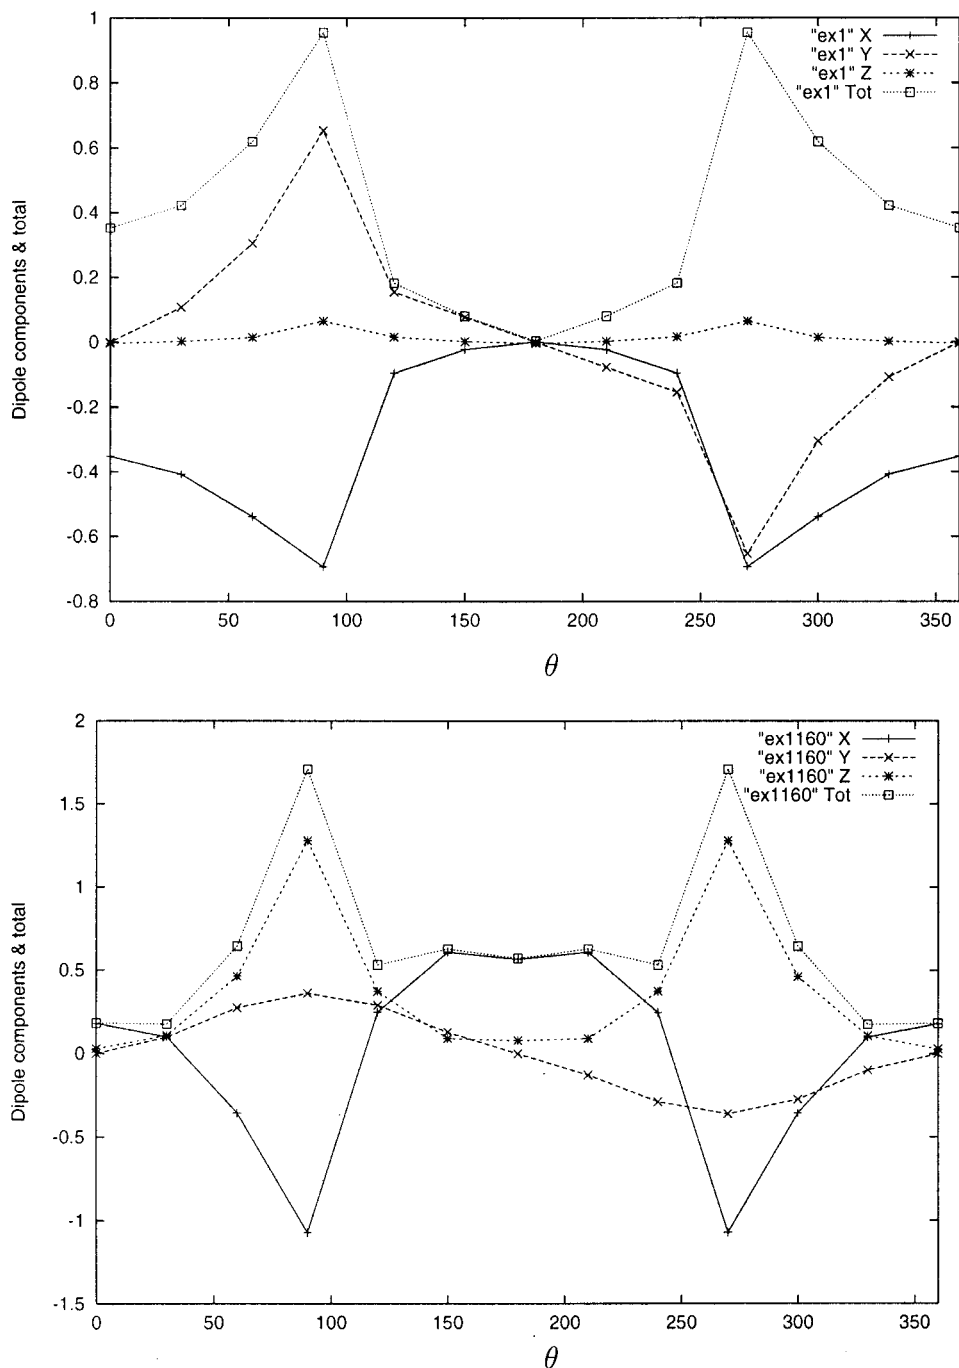 1
0.8
0.6
0.4
0.2
0
-0.2
-0.4
-0.6
-0.8
Dipole components & total
"ex1" X
"ex1" Y
"ex1" Z
"ex1" Tot
0 50 100 150 200 250 300 350
θ
2
1.5
1
0.5
0
-0.5
-1
-1.5
Dipole components & total
"ex1160" X
"ex1160" Y
"ex1160" Z
"ex1160" Tot
0 50 100 150 200 250 300 350
θ